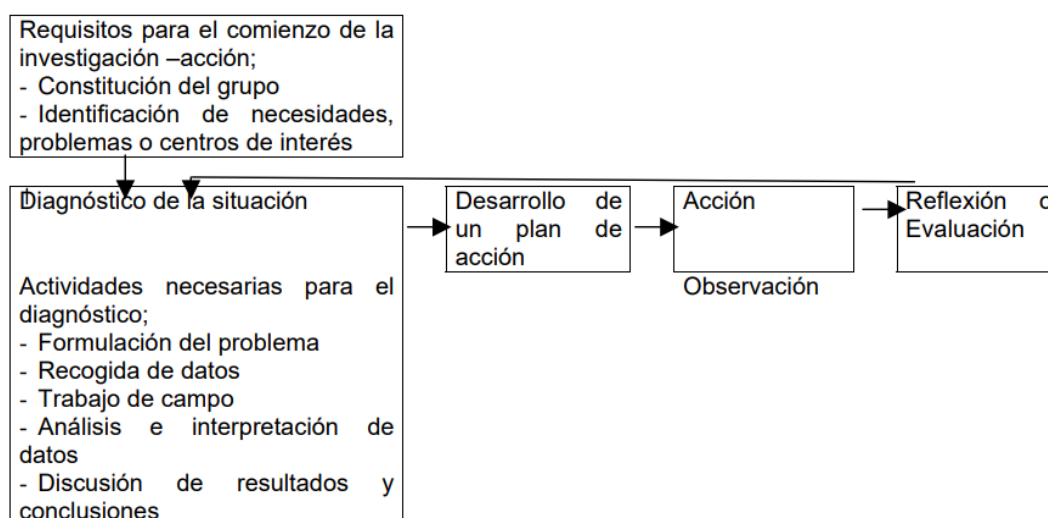 Requisitos para el comienzo de la
investigación –acción;
- Constitución del grupo
- Identificación de necesidades,
problemas o centros de interés
Diagnóstico de la situación
Actividades necesarias para el
diagnóstico;
- Formulación del problema
- Recogida de datos
- Trabajo de campo
- Análisis e interpretación de
datos
- Discusión de resultados y
conclusiones
Desarrollo de
un plan de
acción
Acción
Observación
Reflexión o
Evaluación